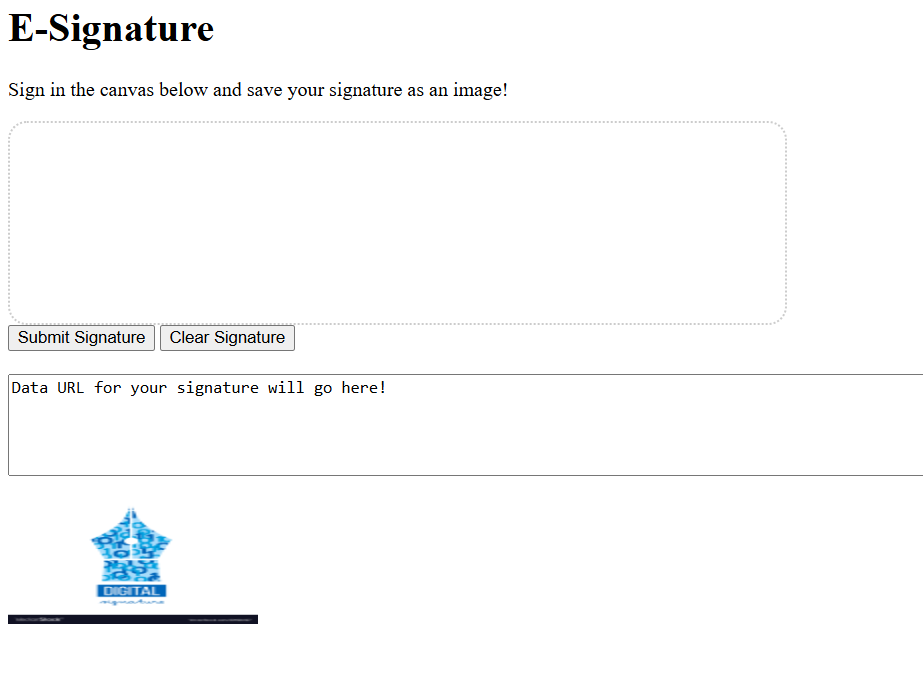 E-Signature
Sign in the canvas below and save your signature as an image!
Submit Signature Clear Signature
Data URL for your signature will go here!
DIGITAL
signature